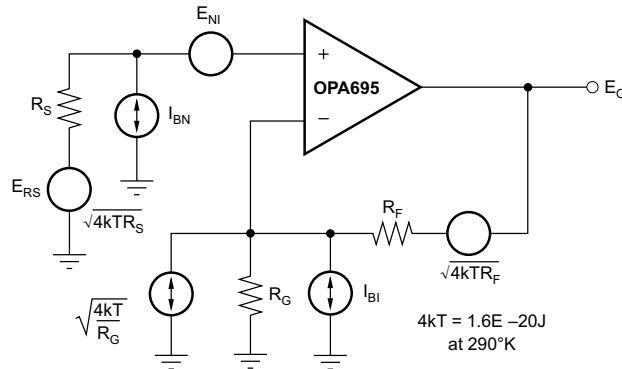 E_NI
+
OPA695
−
E_O
R_S
I_BN
E_RS
√4kTR_S
R_F
√4kTR_F
√4kT/R_G
R_G
I_BI
4kT = 1.6E –20J
at 290°K